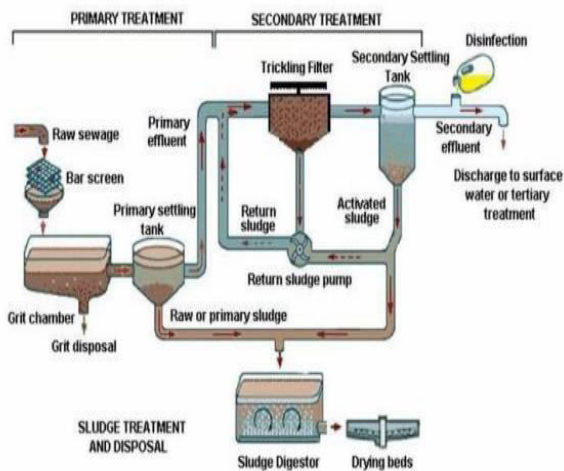 PRIMARY TREATMENT
SECONDARY TREATMENT
Disinfection
Secondary Settling
Tank
Trickling Filter
Raw sewage
Primary
effluent
Secondary
effluent
Bar screen
Discharge to surface
water or tertiary
treatment
Primary settling
tank
Return
sludge
Activated
sludge
Return sludge pump
Grit chamber
Raw or primary sludge
Grit disposal
SLUDGE TREATMENT
AND DISPOSAL
Sludge Digestor
Drying beds